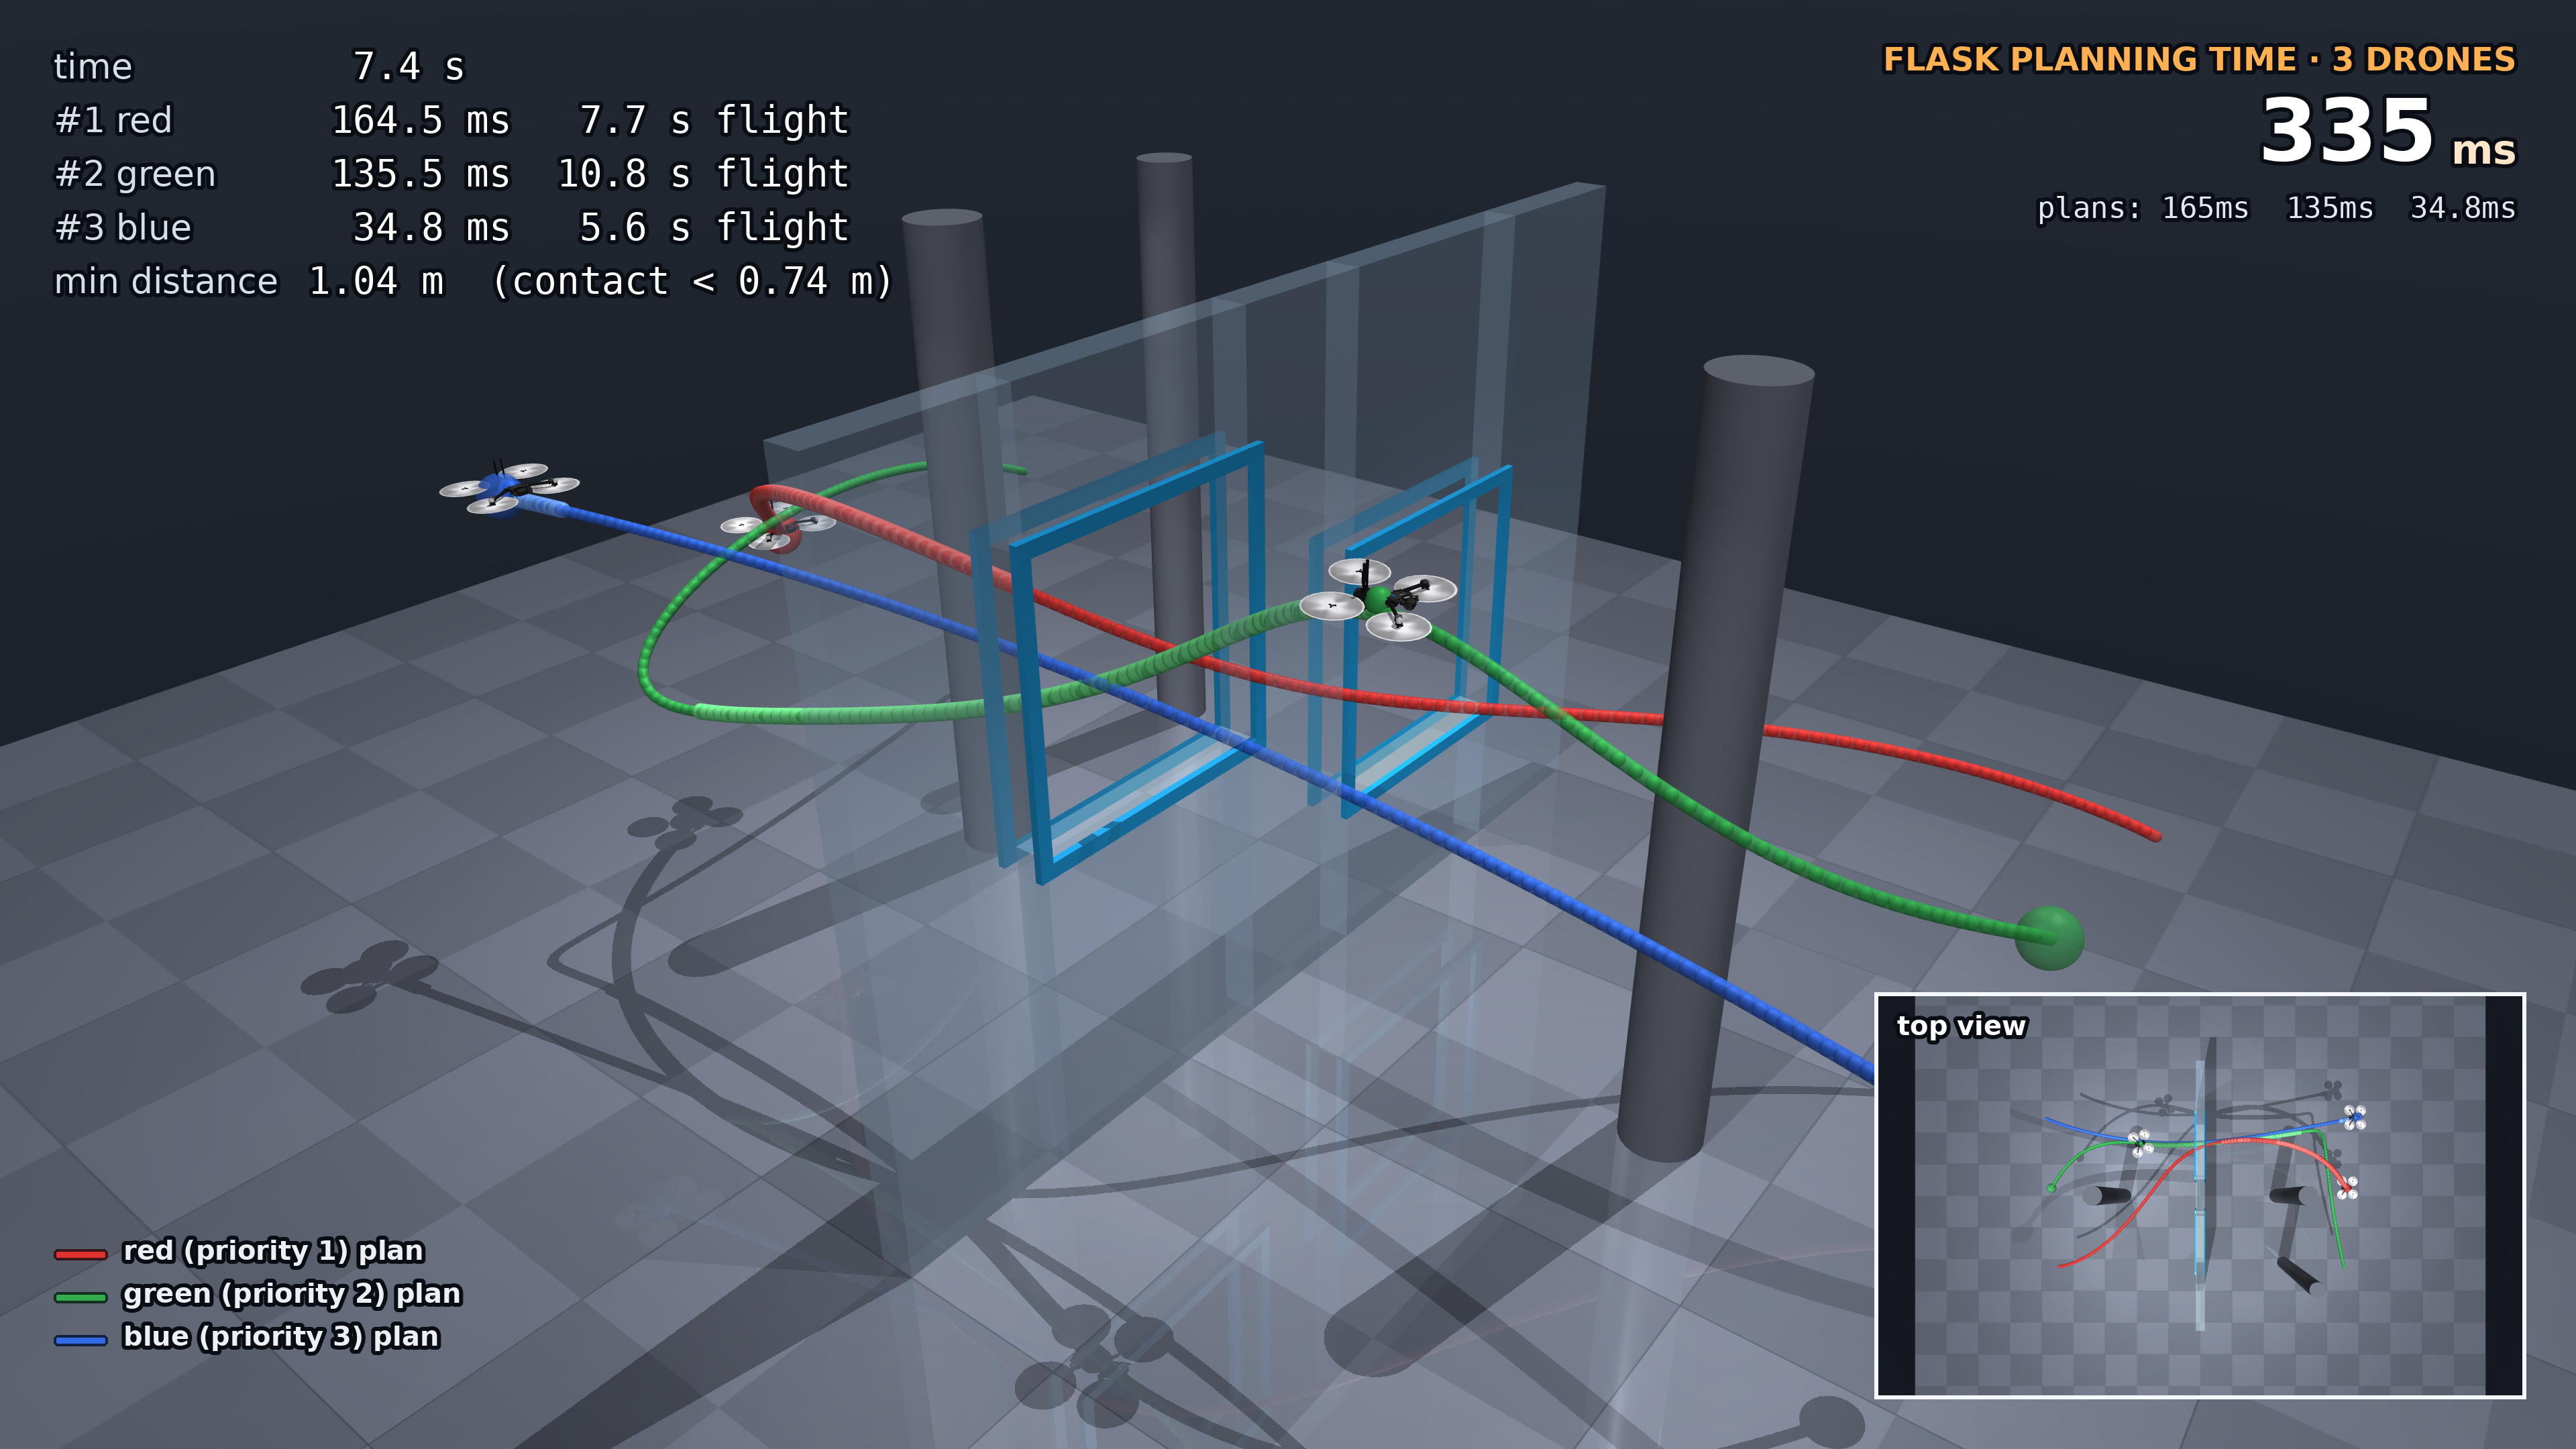 time 7.4 s
#1 red 164.5 ms 7.7 s flight
#2 green 135.5 ms 10.8 s flight
#3 blue 34.8 ms 5.6 s flight
min distance 1.04 m (contact < 0.74 m)
FLASK PLANNING TIME · 3 DRONES
335 ms
plans: 165ms 135ms 34.8ms
red (priority 1) plan
green (priority 2) plan
blue (priority 3) plan
top view